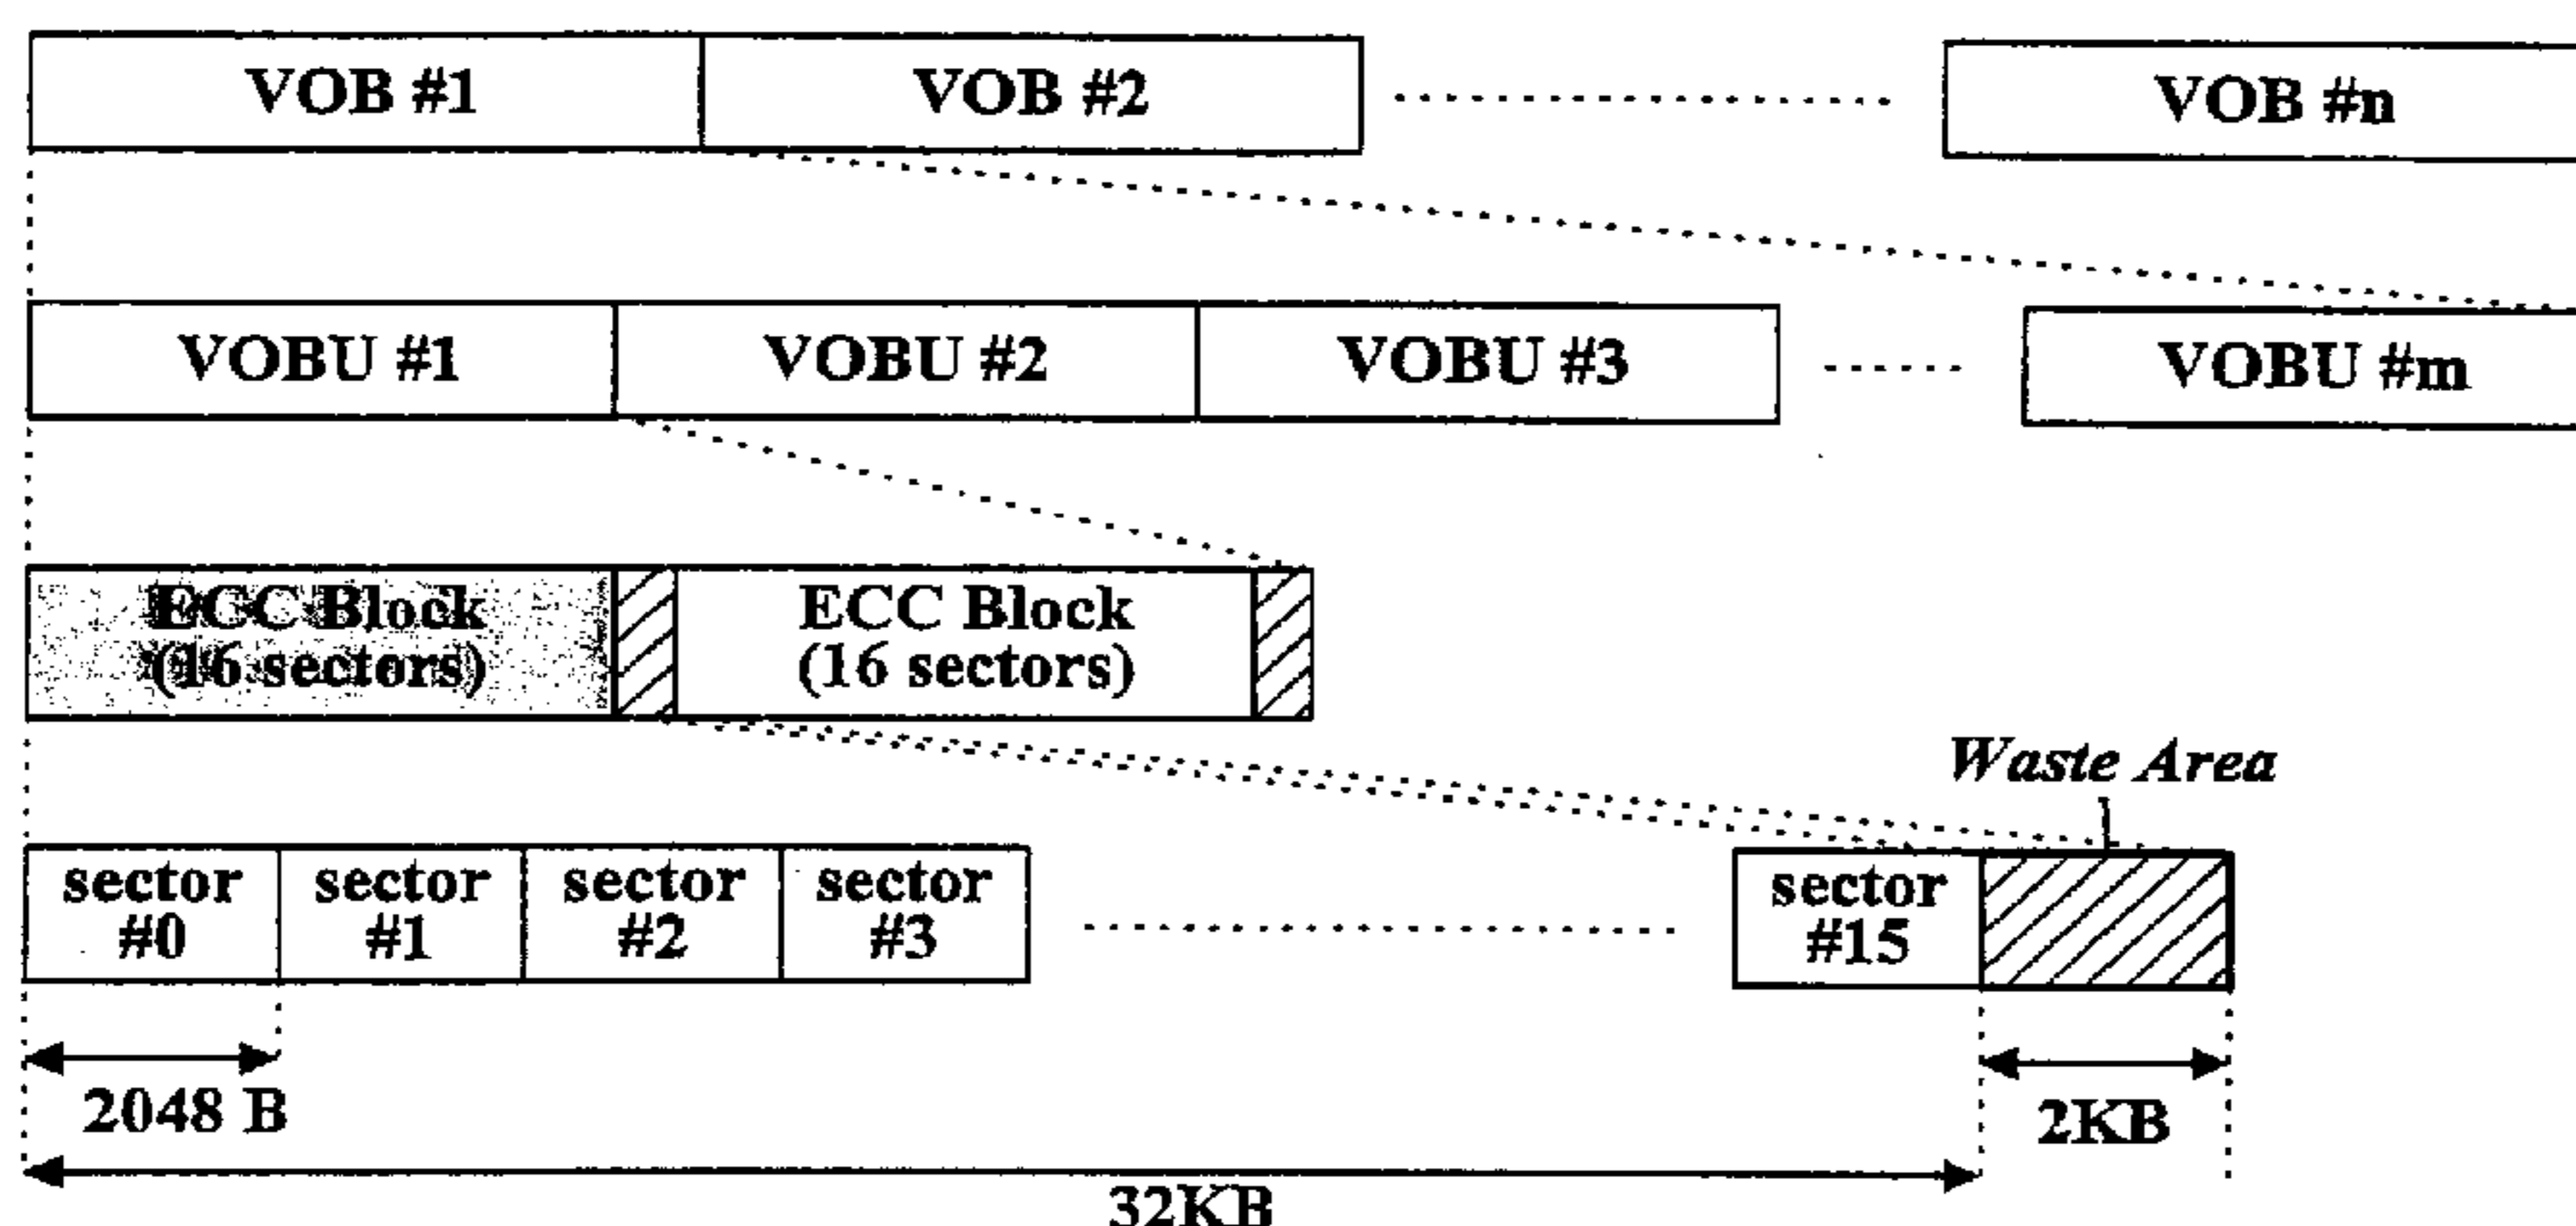 VOB #1
VOB #2
VOB #n
VOBU #1
VOBU #2
VOBU #3
VOBU #m
ECC Block
(16 sectors)
ECC Block
(16 sectors)
Waste Area
sector
#0
sector
#1
sector
#2
sector
#3
sector
#15
2048 B
2KB
32KB